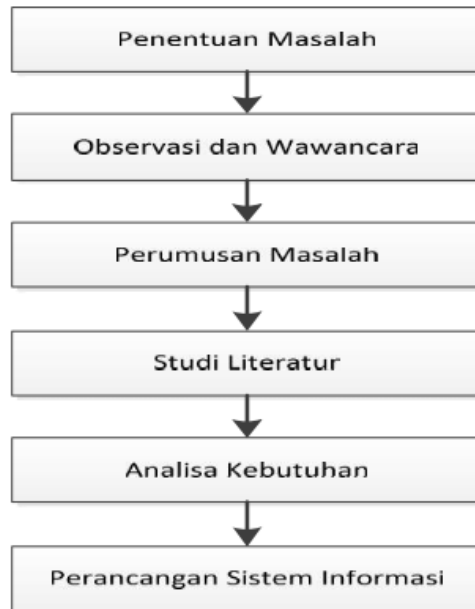 Penentuan Masalah
Observasi dan Wawancara
Perumusan Masalah
Studi Literatur
Analisa Kebutuhan
Perancangan Sistem Informasi